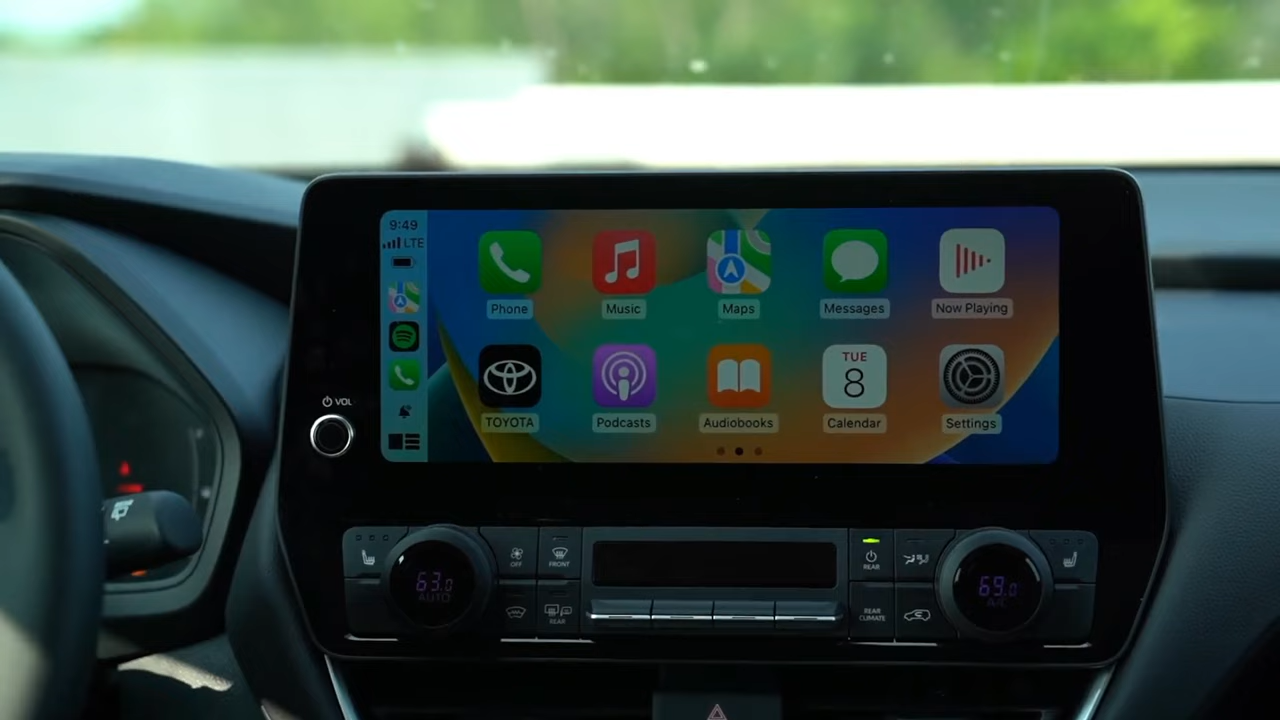 9:49
LTE
Phone
Music
Maps
Messages
Now Playing
TUE
8
TOYOTA
Podcasts
Audiobooks
Calendar
Settings
VOL
63.0
AUTO
OFF
FRONT
REAR
REAR
REAR
CLIMATE
69.0
A/C